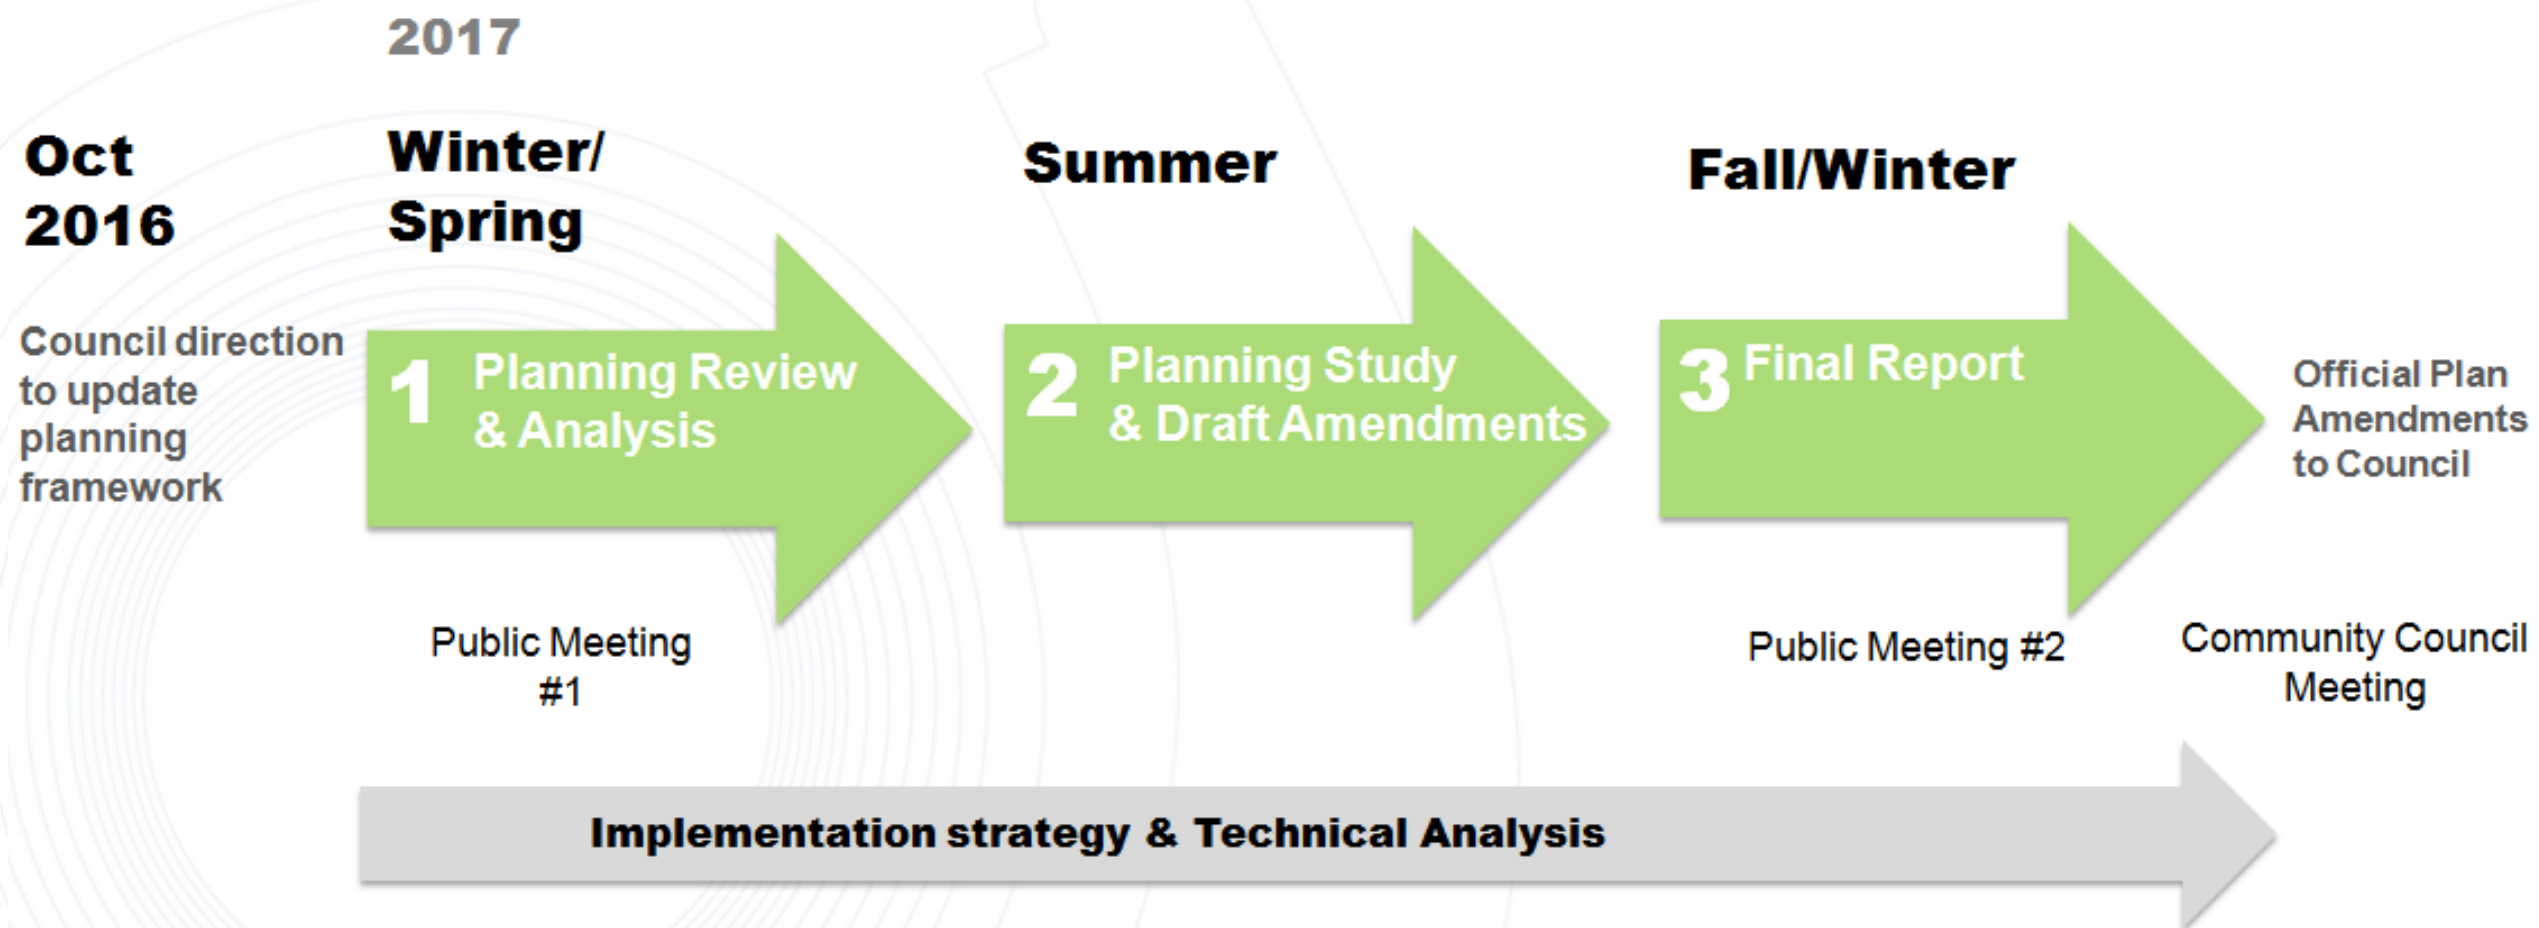 2017
Oct
2016
Winter/
Spring
Summer
Fall/Winter
Council direction
to update
planning
framework
1 Planning Review
& Analysis
2 Planning Study
& Draft Amendments
3 Final Report
Official Plan
Amendments
to Council
Public Meeting
#1
Public Meeting #2
Community Council
Meeting
Implementation strategy & Technical Analysis